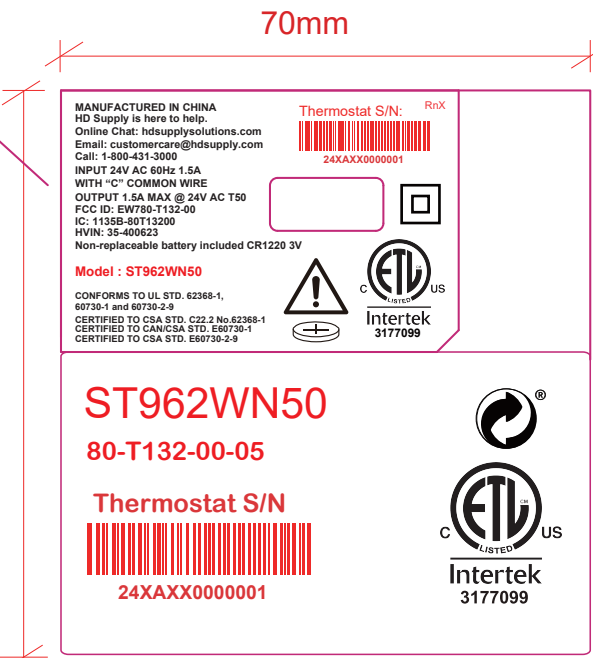 70mm
MANUFACTURED IN CHINA
HD Supply is here to help.
Online Chat: hdsupplysolutions.com
Email: customercare@hdsupply.com
Call: 1-800-431-3000
INPUT 24V AC 60Hz 1.5A
WITH “C” COMMON WIRE
OUTPUT 1.5A MAX @ 24V AC T50
FCC ID: EW780-T132-00
IC: 1135B-80T13200
HVIN: 35-400623
Non-replaceable battery included CR1220 3V
Model : ST962WN50
CONFORMS TO UL STD. 62368-1,
60730-1 and 60730-2-9
CERTIFIED TO CSA STD. C22.2 No.62368-1
CERTIFIED TO CAN/CSA STD. E60730-1
CERTIFIED TO CSA STD. E60730-2-9
Thermostat S/N:
RnX
24XAXX0000001
ETL
CM
C US
LISTED
Intertek
3177099
ST962WN50
80-T132-00-05
Thermostat S/N
24XAXX0000001
®
ETL
CM
C US
LISTED
Intertek
3177099